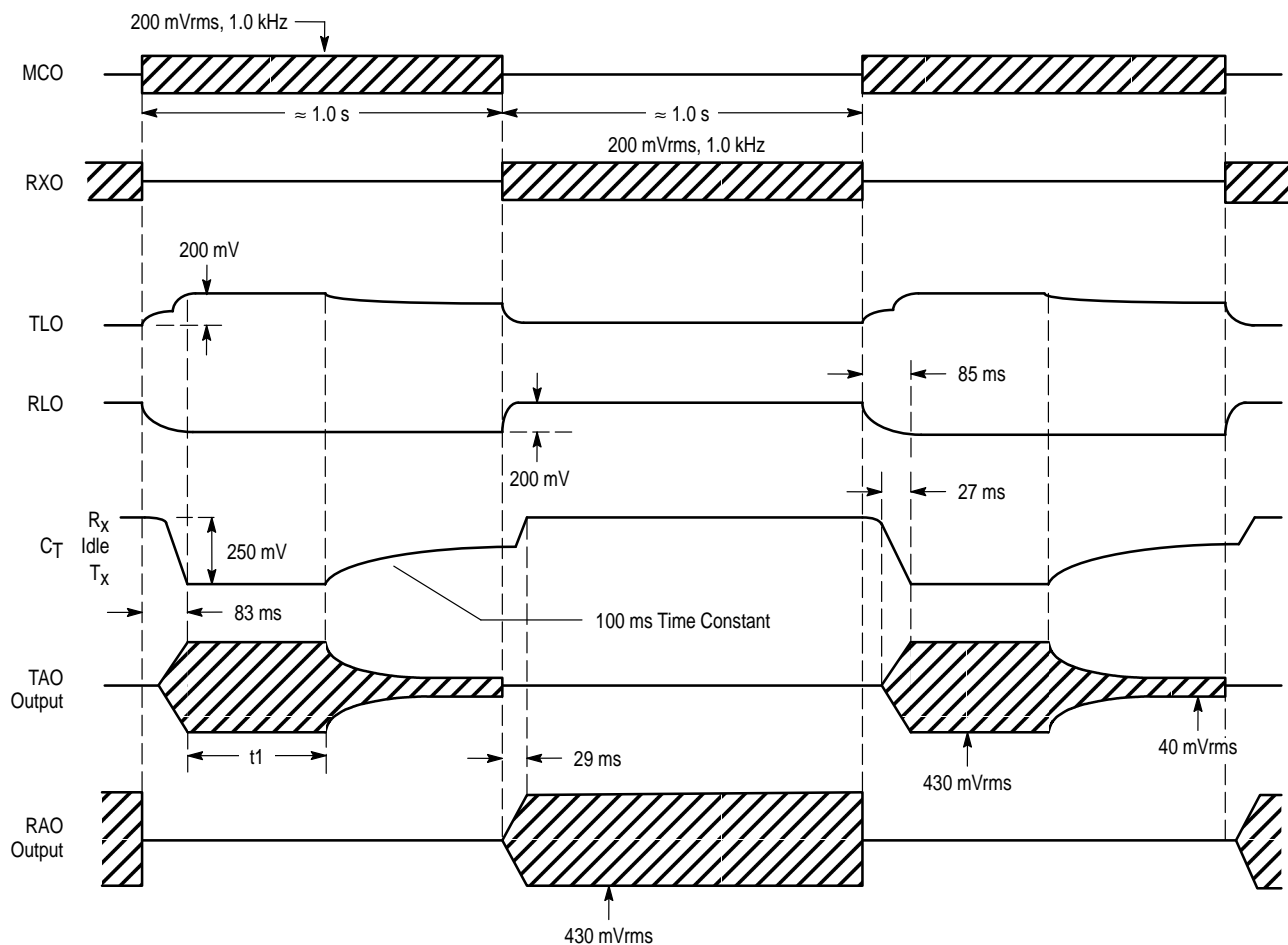 200 mVrms, 1.0 kHz
MCO
≈ 1.0 s
≈ 1.0 s
200 mVrms, 1.0 kHz
RXO
200 mV
TLO
85 ms
RLO
200 mV
27 ms
RX
Idle
CT
TX
250 mV
83 ms
100 ms Time Constant
TAO
Output
t1
29 ms
40 mVrms
430 mVrms
RAO
Output
430 mVrms